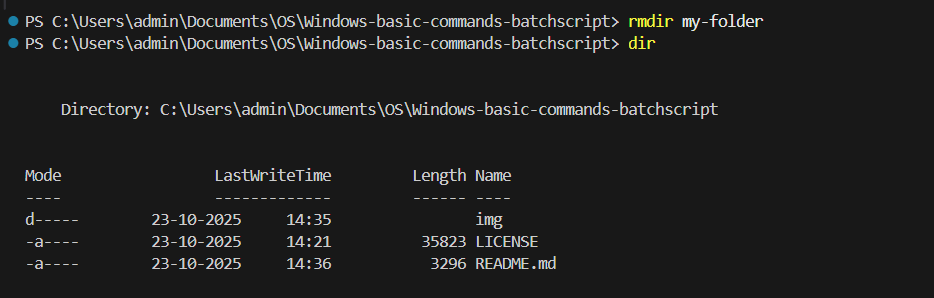 PS C:\Users\admin\Documents\OS\Windows-basic-commands-batchscript> rmdir my-folder
PS C:\Users\admin\Documents\OS\Windows-basic-commands-batchscript> dir
Directory: C:\Users\admin\Documents\OS\Windows-basic-commands-batchscript
Mode LastWriteTime Length Name
---- ------------- ------ ----
d----- 23-10-2025 14:35 img
-a---- 23-10-2025 14:21 35823 LICENSE
-a---- 23-10-2025 14:36 3296 README.md